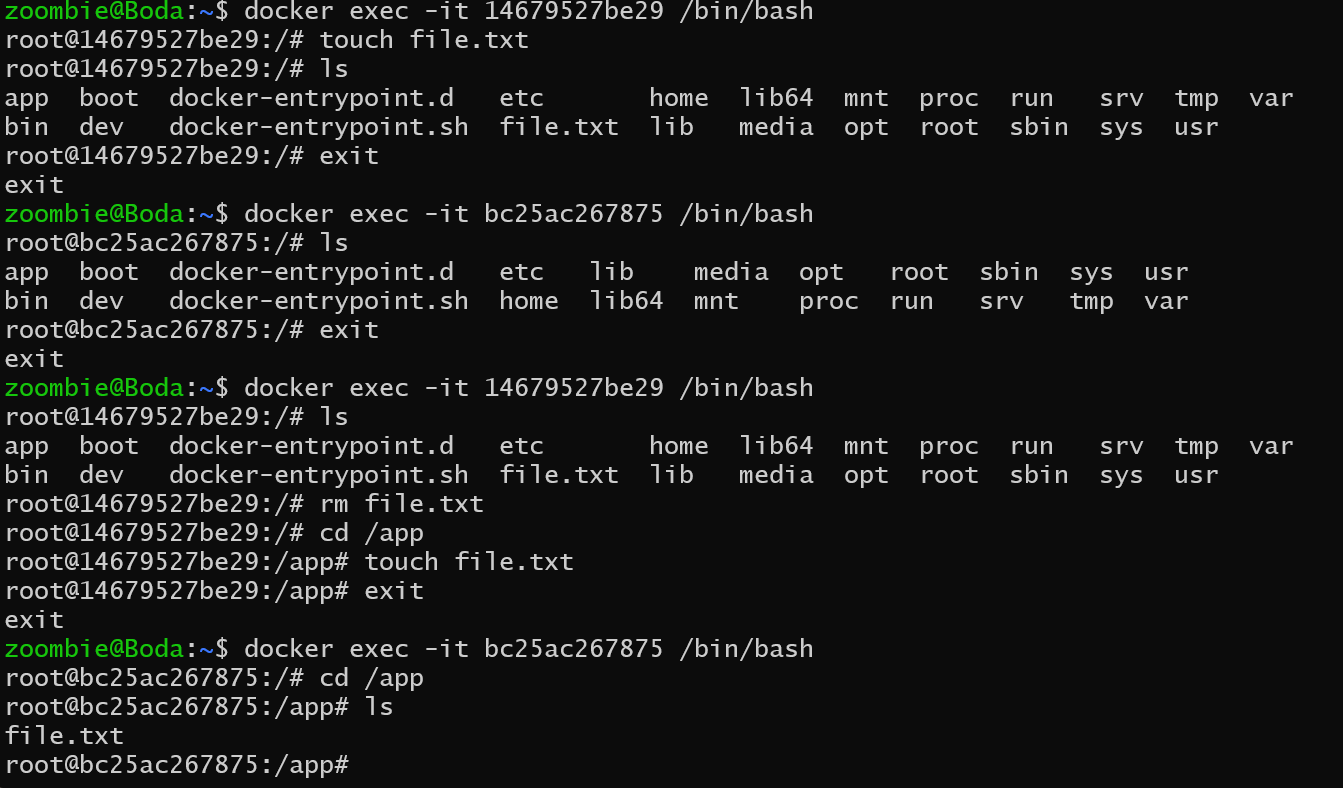 zoombie@Boda:~$ docker exec -it 14679527be29 /bin/bash
root@14679527be29:/# touch file.txt
root@14679527be29:/# ls
app  boot  docker-entrypoint.d   etc       home  lib64  mnt  proc  run   srv  tmp  var
bin  dev   docker-entrypoint.sh  file.txt  lib   media  opt  root  sbin  sys  usr
root@14679527be29:/# exit
exit
zoombie@Boda:~$ docker exec -it bc25ac267875 /bin/bash
root@bc25ac267875:/# ls
app  boot  docker-entrypoint.d   etc   lib    media  opt   root  sbin  sys  usr
bin  dev   docker-entrypoint.sh  home  lib64  mnt    proc  run   srv   tmp  var
root@bc25ac267875:/# exit
exit
zoombie@Boda:~$ docker exec -it 14679527be29 /bin/bash
root@14679527be29:/# ls
app  boot  docker-entrypoint.d   etc       home  lib64  mnt  proc  run   srv  tmp  var
bin  dev   docker-entrypoint.sh  file.txt  lib   media  opt  root  sbin  sys  usr
root@14679527be29:/# rm file.txt
root@14679527be29:/# cd /app
root@14679527be29:/app# touch file.txt
root@14679527be29:/app# exit
exit
zoombie@Boda:~$ docker exec -it bc25ac267875 /bin/bash
root@bc25ac267875:/# cd /app
root@bc25ac267875:/app# ls
file.txt
root@bc25ac267875:/app#